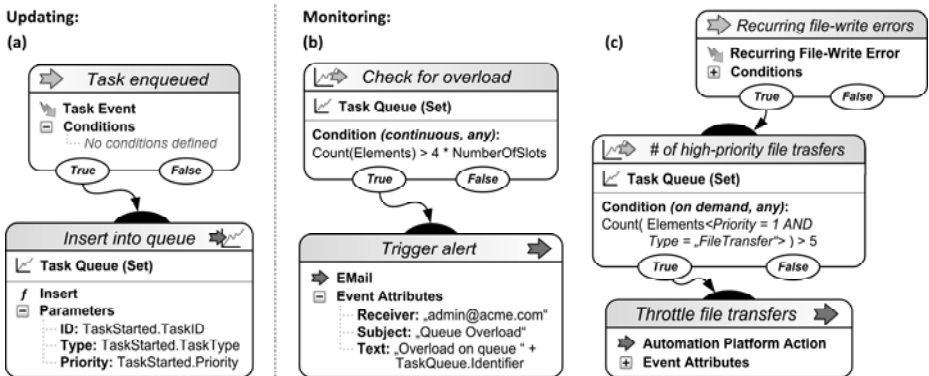 Updating:
(a)
Task enqueued
Task Event
Conditions
No conditions defined
True
False
Insert into queue
Task Queue (Set)
f Insert
Parameters
ID: TaskStarted.TaskID
Type: TaskStarted.TaskType
Priority: TaskStarted.Priority
Monitoring:
(b)
Check for overload
Task Queue (Set)
Condition (continuous, any):
Count(Elements) > 4 * NumberOfSlots
True
False
Trigger alert
EMail
Event Attributes
Receiver: „admin@acme.com“
Subject: „Queue Overload“
Text: „Overload on queue “ +
TaskQueue.Identifier
(c)
Recurring file-write errors
Recurring File-Write Error
Conditions
True
False
# of high-priority file trasfers
Task Queue (Set)
Condition (on demand, any):
Count( Elements<Priority = 1 AND
Type = „FileTransfer“> ) > 5
True
False
Throttle file transfers
Automation Platform Action
Event Attributes